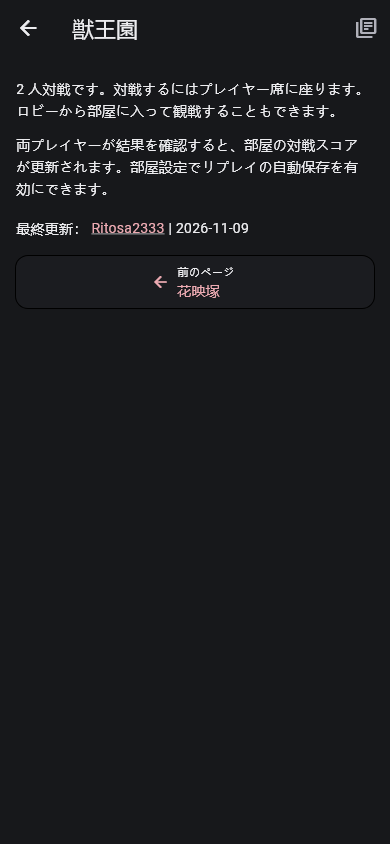 獣王園
2 人対戦です。対戦するにはプレイヤー席に座ります。
ロビーから部屋に入って観戦することもできます。
両プレイヤーが結果を確認すると、部屋の対戦スコア
が更新されます。部屋設定でリプレイの自動保存を有
効にできます。
最終更新： Ritosa2333 | 2026-11-09
前のページ
花映塚